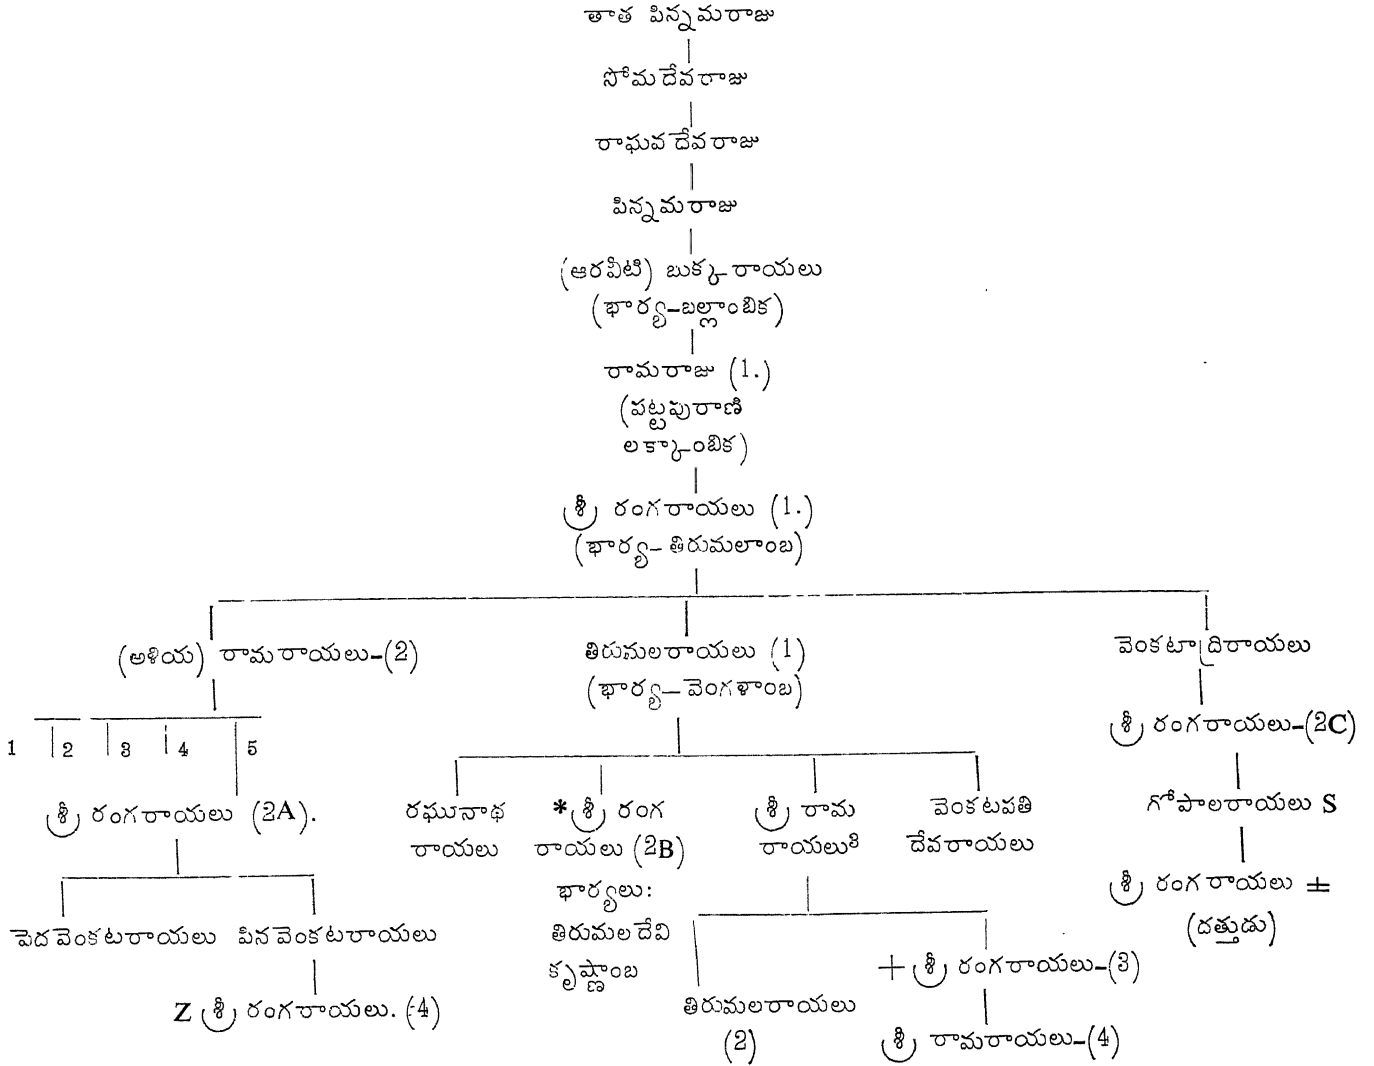 తాత పిన్నమరాజు
సోమదేవరాజు
రాఘవదేవరాజు
పిన్నమరాజు
(ఆరవీటి) బుక్క రాయలు
(భార్య-బల్లాంబిక)
రామరాజు (1.)
(పట్టపురాణి
లక్కాంబిక)
శ్రీ రంగరాయలు (1.)
(భార్య- తిరుమలాంబ)
(అళియ) రామరాయలు-(2)
తిరుమలరాయలు (1)
(భార్య-వెంగళాంబ)
వెంకటాద్రిరాయలు
శ్రీ రంగరాయలు-(2C)
గోపాలరాయలు S
శ్రీ రంగరాయలు ±
(దత్తుడు)
1 2 3 4 5
శ్రీ రంగరాయలు (2A).
పెదవెంకటరాయలు పినవెంకటరాయలు
Z శ్రీ రంగరాయలు. (4)
రఘునాథ
రాయలు
*శ్రీ రంగ
రాయలు (2B)
భార్యలు:
తిరుమలదేవి
కృష్ణాంబ
శ్రీ రామ
రాయలు3
వెంకటపతి
దేవరాయలు
తిరుమలరాయలు
(2)
+ శ్రీ రంగరాయలు-(3)
శ్రీ రామరాయలు-(4)